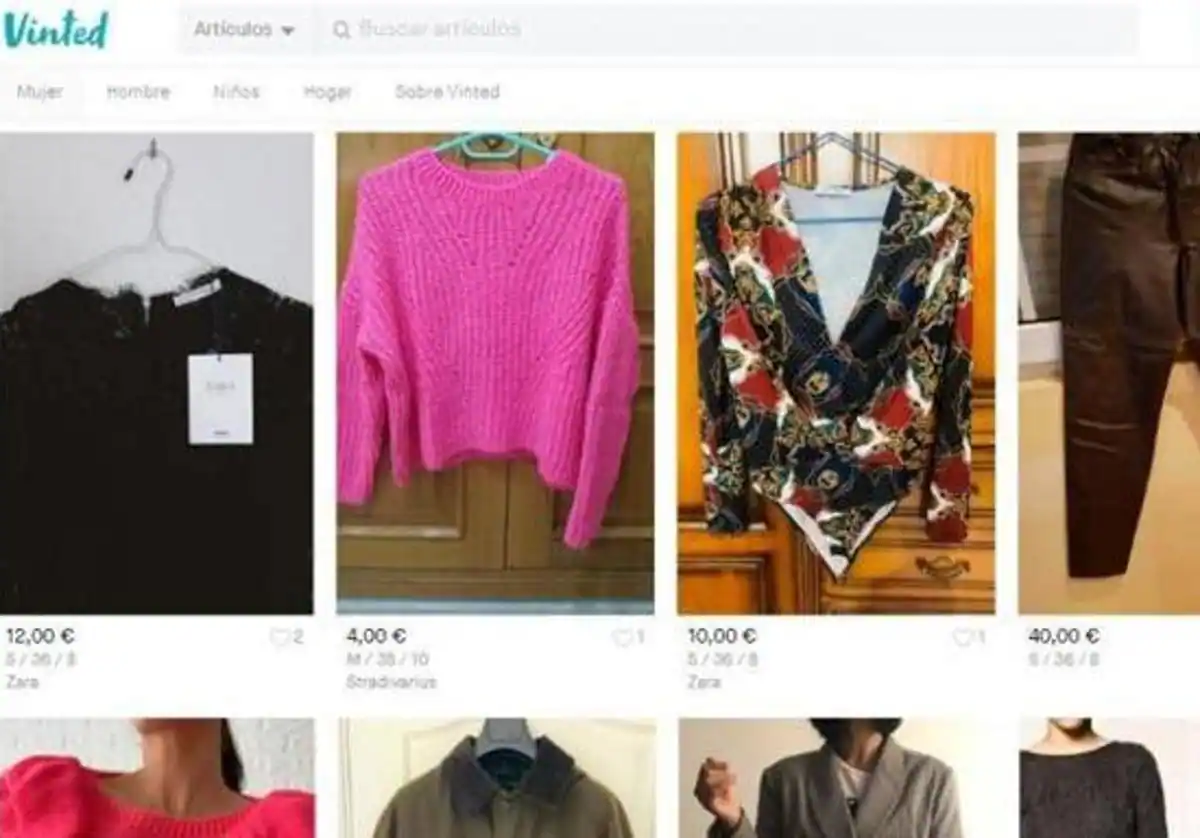 Vinted
Artículos
Buscar artículos
Mujer
Hombre
Niños
Hogar
Sobre Vinted
12,00 €
2
S / 36 / 8
Zara
4,00 €
1
M / 38 / 10
Stradivarius
10,00 €
1
S / 36 / 8
Zara
40,00 €
S / 36 / 8